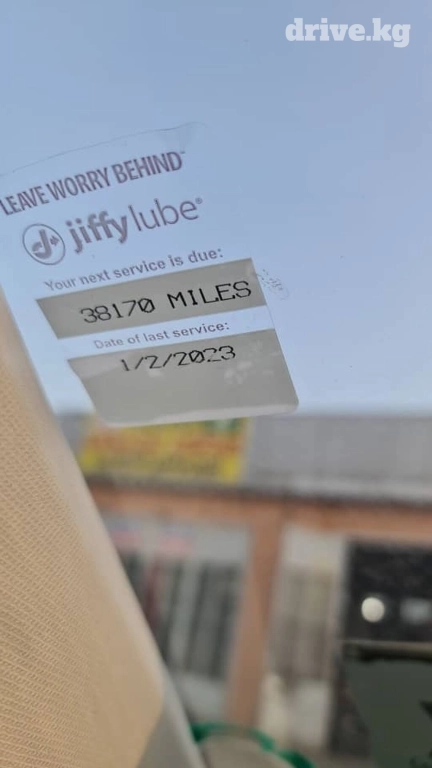 drive.kg
LEAVE WORRY BEHIND™
jiffy lube®
Your next service is due:
38170 MILES
Date of last service:
1/2/2023